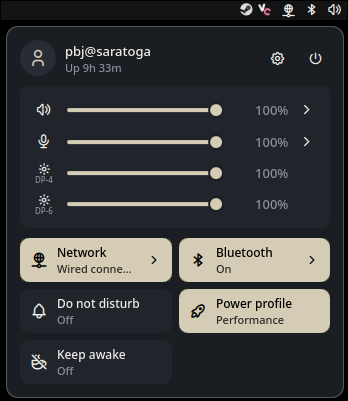 pbj@saratoga
Up 9h 33m
100%
100%
DP-4
100%
DP-6
100%
Network
Wired conne...
Bluetooth
On
Do not disturb
Off
Power profile
Performance
Keep awake
Off